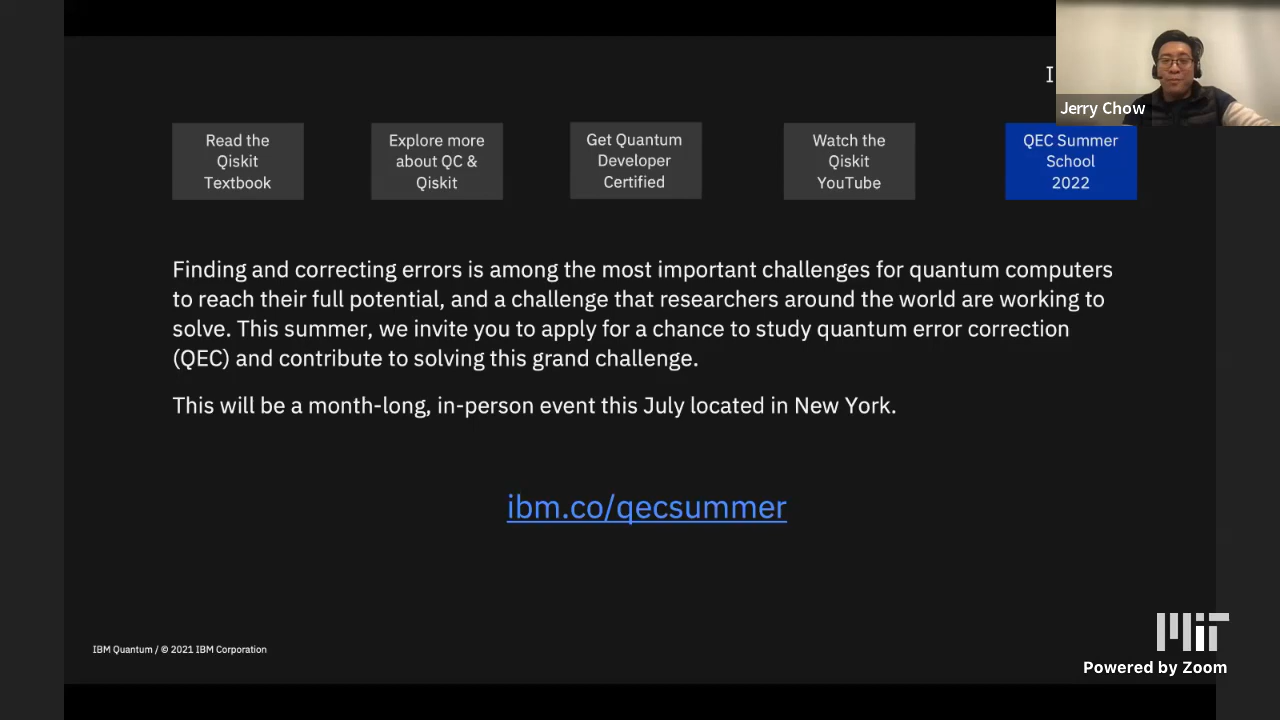 I
Jerry Chow
Read the
Qiskit
Textbook
Explore more
about QC &
Qiskit
Get Quantum
Developer
Certified
Watch the
Qiskit
YouTube
QEC Summer
School
2022
Finding and correcting errors is among the most important challenges for quantum computers
to reach their full potential, and a challenge that researchers around the world are working to
solve. This summer, we invite you to apply for a chance to study quantum error correction
(QEC) and contribute to solving this grand challenge.
This will be a month-long, in-person event this July located in New York.
ibm.co/qecsummer
IBM Quantum / © 2021 IBM Corporation
MIT
Powered by Zoom